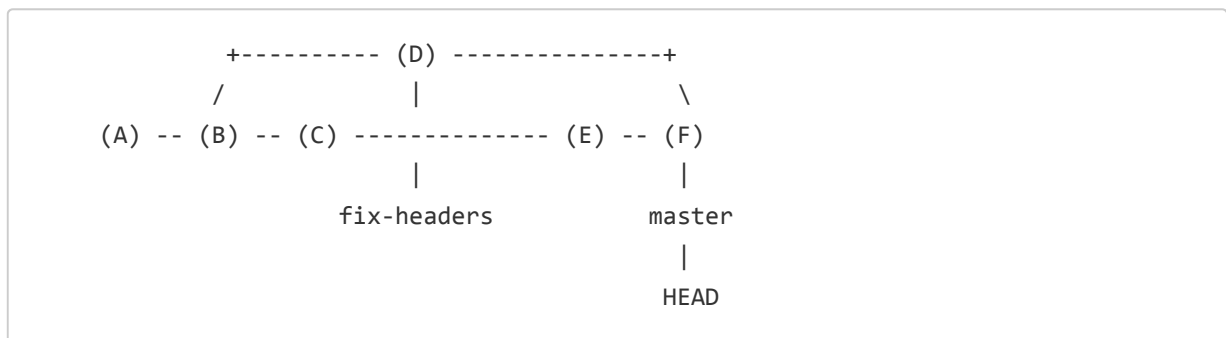 +---------- (D) ---------------+
/ | \
(A) -- (B) -- (C) -------------- (E) -- (F)
| |
fix-headers master
|
HEAD